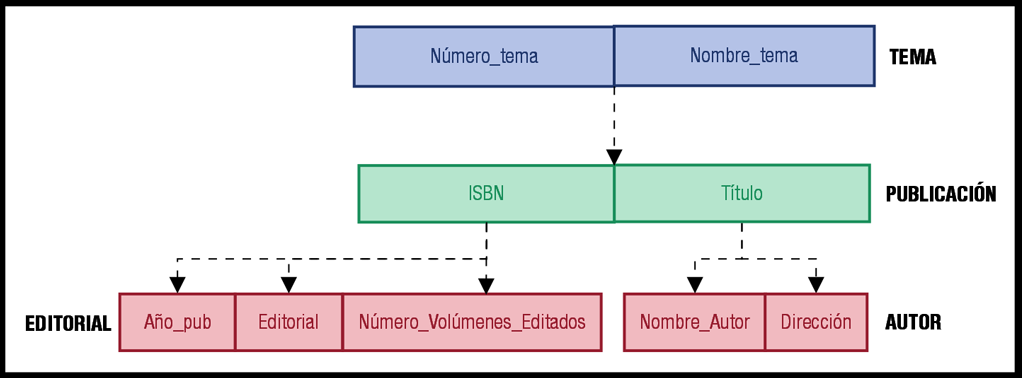 Número_tema Nombre_tema TEMA
ISBN Título PUBLICACIÓN
EDITORIAL Año_pub Editorial Número_Volúmenes_Editados Nombre_Autor Dirección AUTOR